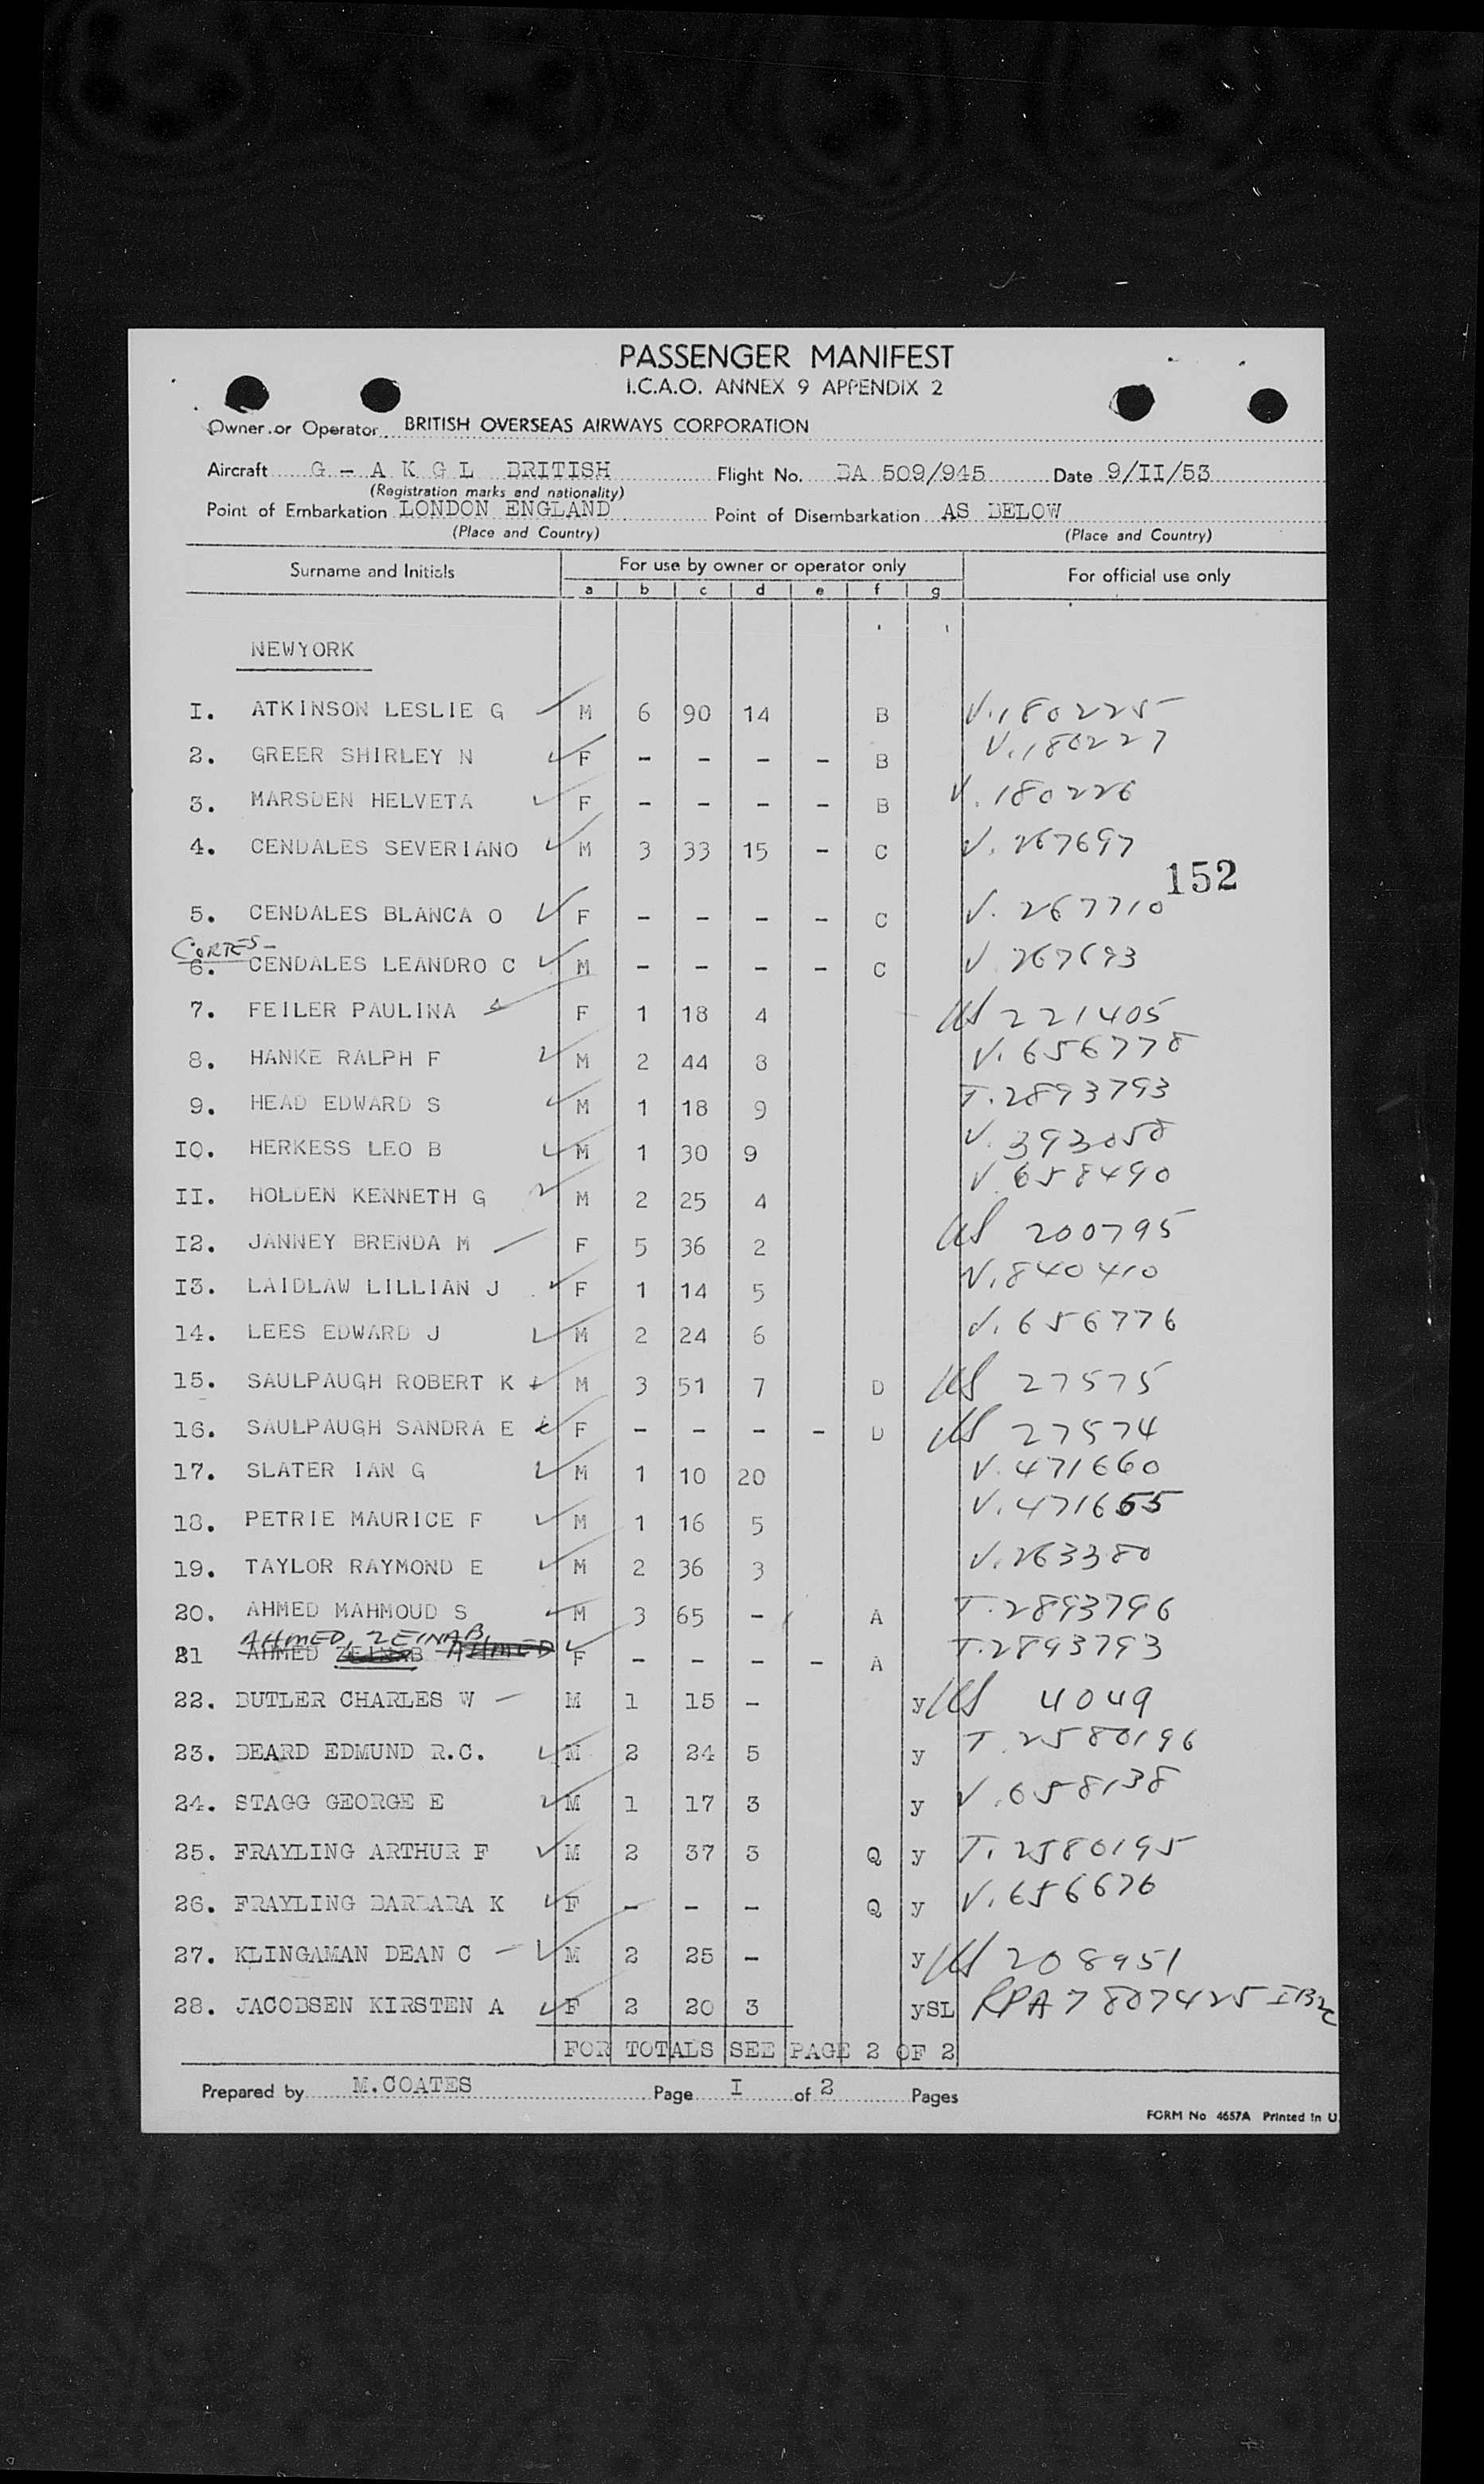 PASSENGER MANIFEST
I.C.A.O. ANNEX 9 APPENDIX 2
Owner or Operator BRITISH OVERSEAS AIRWAYS CORPORATION
Aircraft G - A K G L BRITISH Flight No. BA 509/945 Date 9/II/53
(Registration marks and nationality)
Point of Embarkation LONDON ENGLAND Point of Disembarkation AS BELOW
(Place and Country) (Place and Country)
Surname and Initials For use by owner or operator only For official use only
a b c d e f g
NEWYORK
I. ATKINSON LESLIE G M 6 90 14 B V.180225
2. GREER SHIRLEY N F - - - - B V.180227
3. MARSDEN HELVETA F - - - - B V.180226
4. CENDALES SEVERIANO M 3 33 15 - C V.267697
152
5. CENDALES BLANCA O F - - - - C V.267710
CORTES-
6. CENDALES LEANDRO C M - - - - C V 267693
7. FEILER PAULINA F 1 18 4 US 221405
8. HANKE RALPH F M 2 44 8 V.656778
9. HEAD EDWARD S M 1 18 9 T.2893793
IO. HERKESS LEO B M 1 30 9 V.393058
II. HOLDEN KENNETH G M 2 25 4 V.658490
I2. JANNEY BRENDA M F 5 36 2 US 200795
I3. LAIDLAW LILLIAN J F 1 14 5 V.840410
14. LEES EDWARD J M 2 24 6 V.656776
15. SAULPAUGH ROBERT K M 3 51 7 D US 27575
16. SAULPAUGH SANDRA E F - - - - D US 27574
17. SLATER IAN G M 1 10 20 V.471660
18. PETRIE MAURICE F M 1 16 5 V.471655
19. TAYLOR RAYMOND E M 2 36 3 V.263380
20. AHMED MAHMOUD S M 3 65 - A T.2893796
AHMED, ZEINAB
21 AHMED ZEINAB AHMED F - - - - A T.2893793
22. BUTLER CHARLES W M 1 15 - y US 4049
23. BEARD EDMUND R.C. M 2 24 5 y T.2580196
24. STAGG GEORGE E M 1 17 3 y V.658138
25. FRAYLING ARTHUR F M 2 37 3 Q y T.2580195
26. FRAYLING BARBARA K F - - - Q y V.656676
27. KLINGAMAN DEAN C M 2 25 - y US 208951
28. JACOBSEN KIRSTEN A F 2 20 3 ySL RPA 7807425
FOR TOTALS SEE PAGE 2 OF 2
Prepared by M.COATES Page I of 2 Pages
FORM No 4657A Printed in U